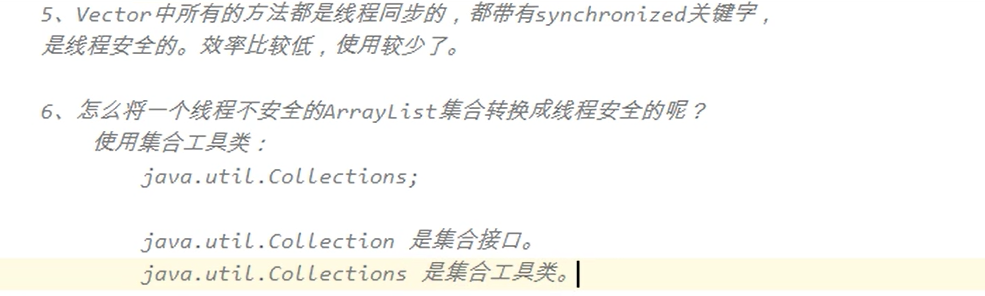 5、Vector中所有的方法都是线程同步的，都带有synchronized关键字，
是线程安全的。效率比较低，使用较少了。
6、怎么将一个线程不安全的ArrayList集合转换成线程安全的呢？
使用集合工具类：
java.util.Collections;
java.util.Collection 是集合接口。
java.util.Collections 是集合工具类。